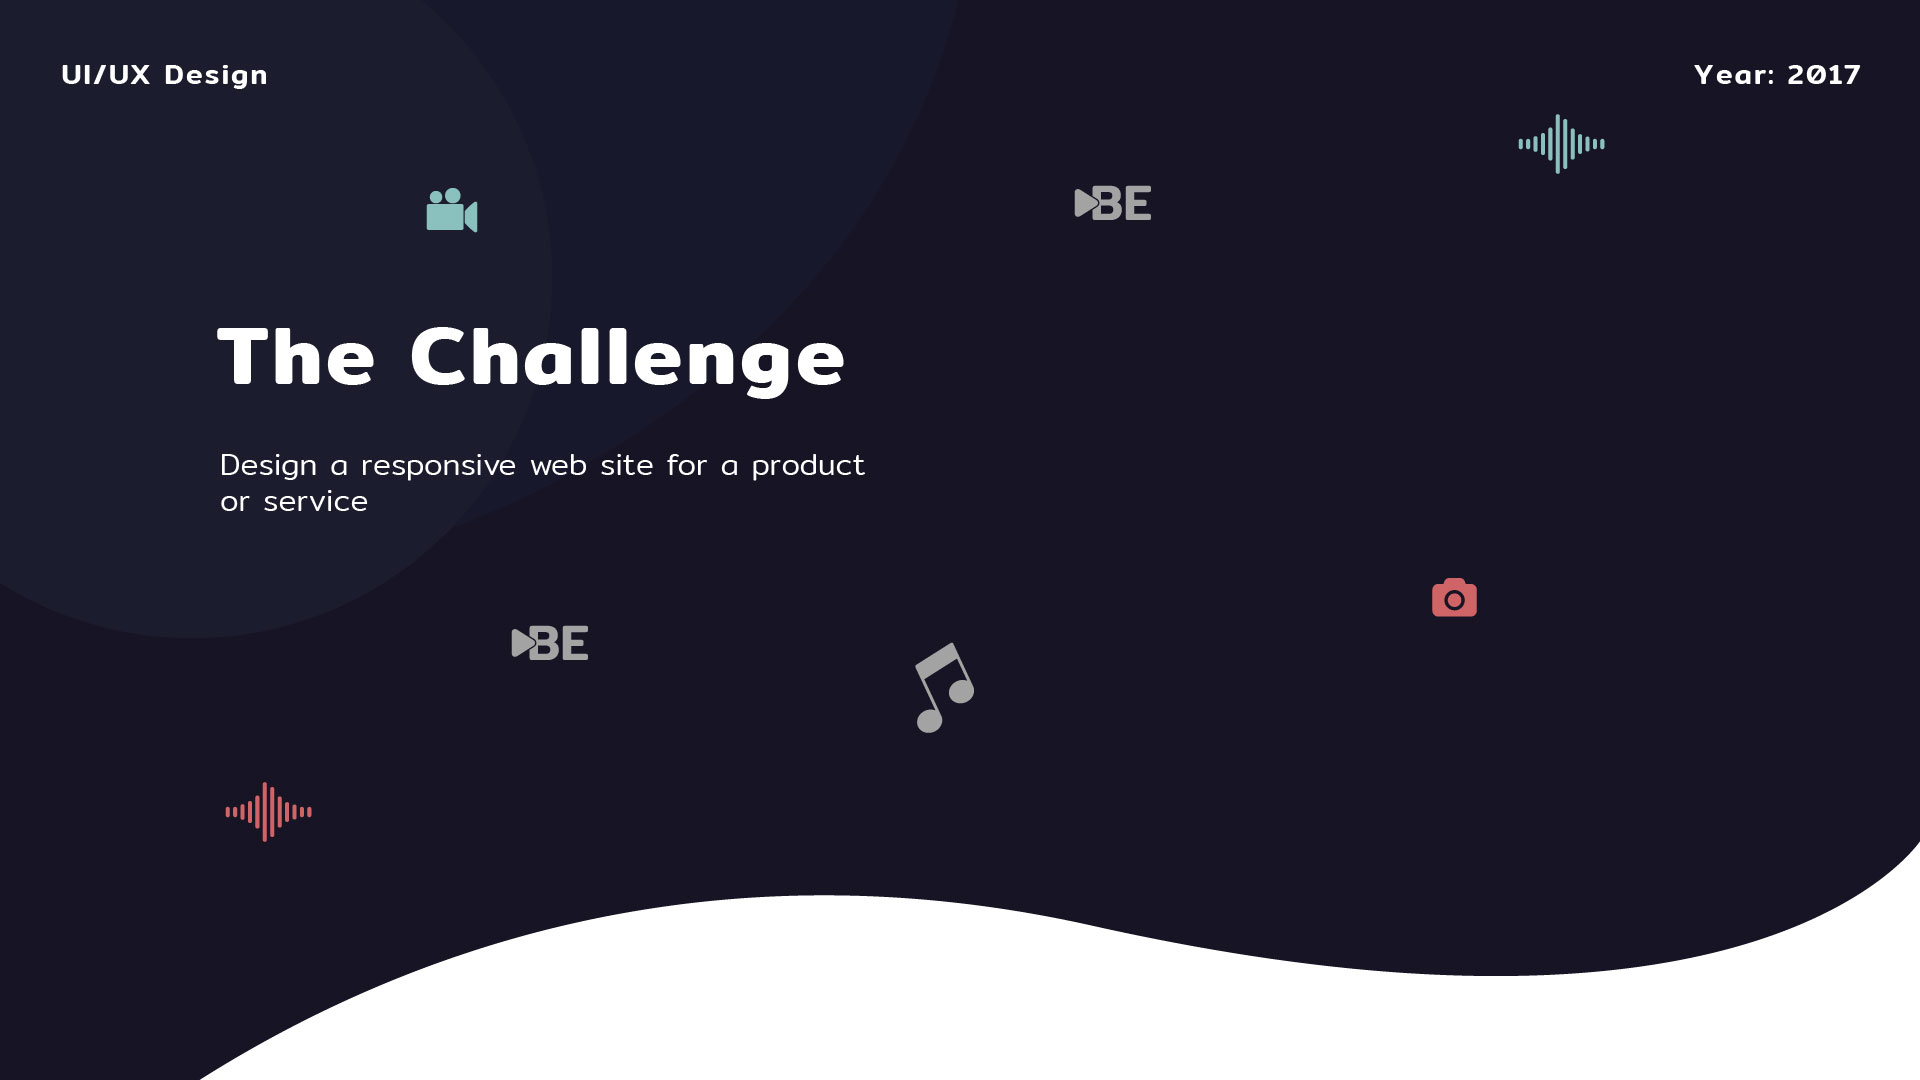 UI/UX Design
Year: 2017
BE
The Challenge
Design a responsive web site for a product
or service
BE